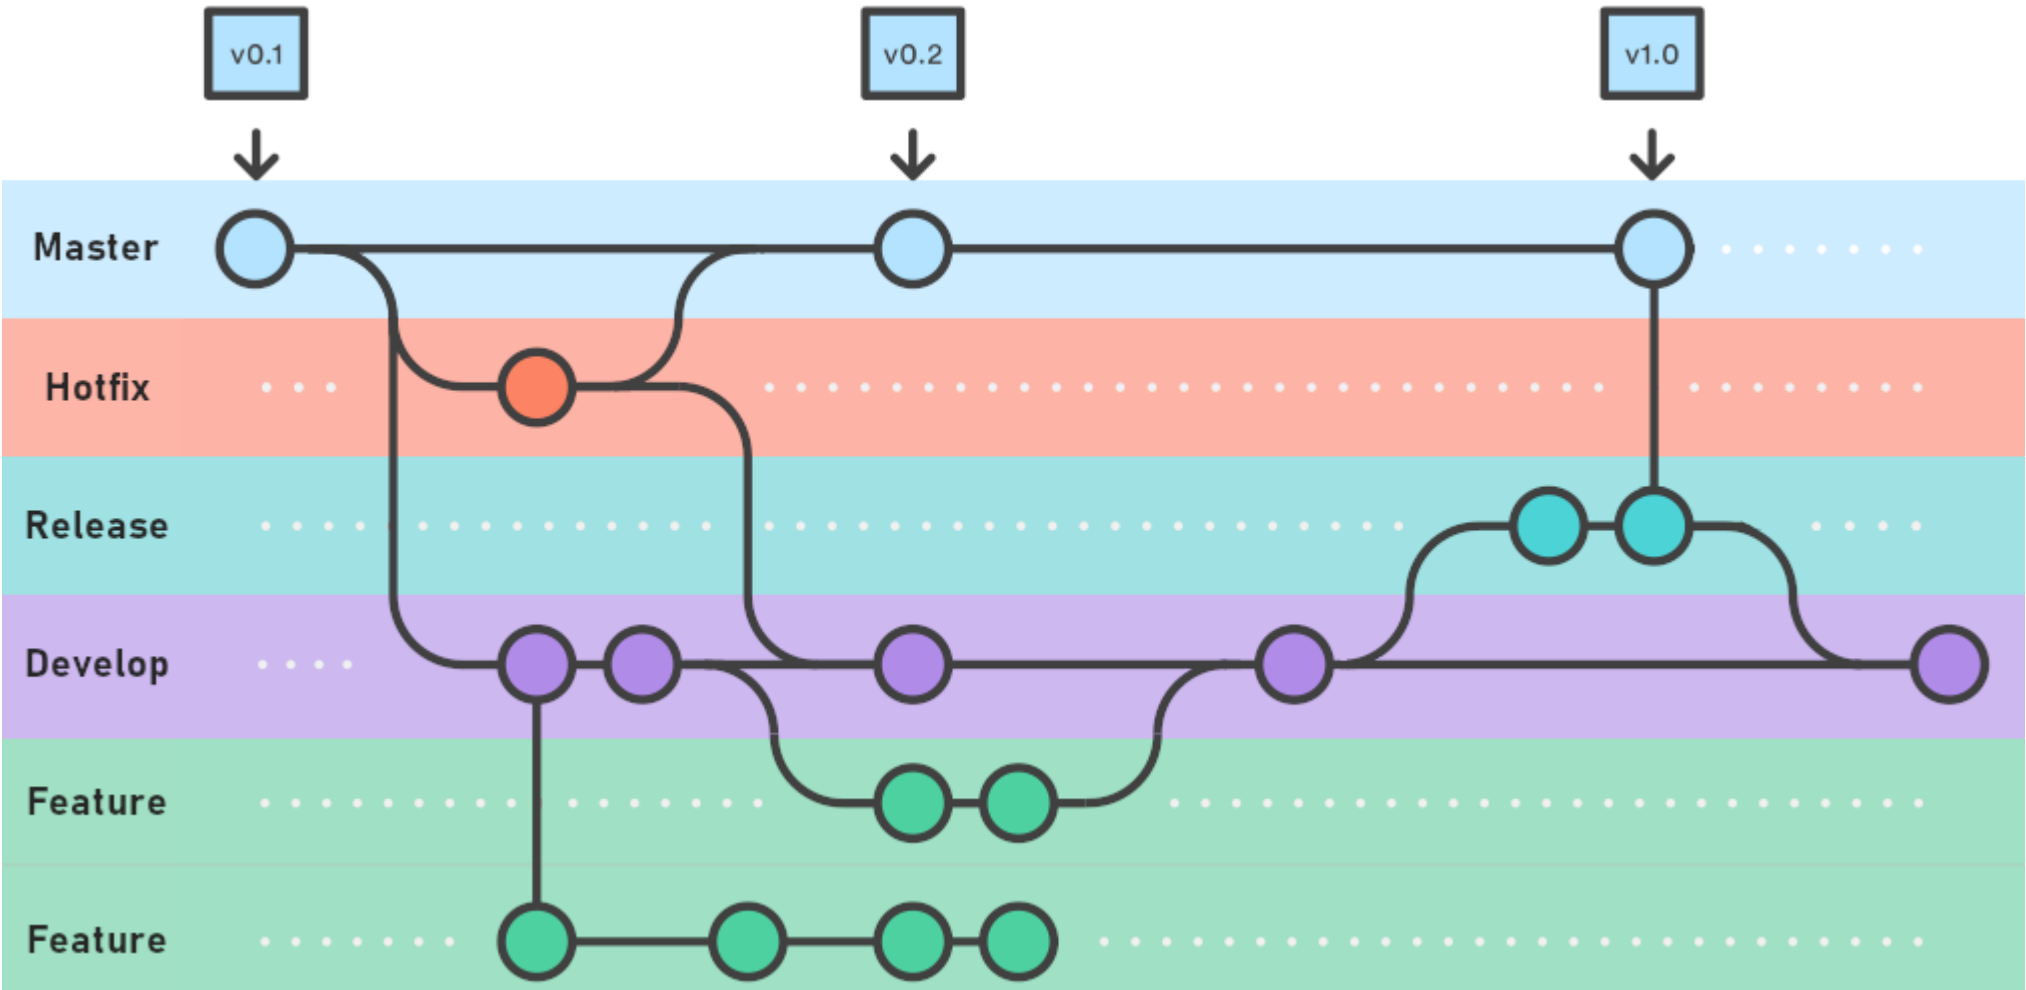 v0.1
v0.2
v1.0
Master
Hotfix
Release
Develop
Feature
Feature